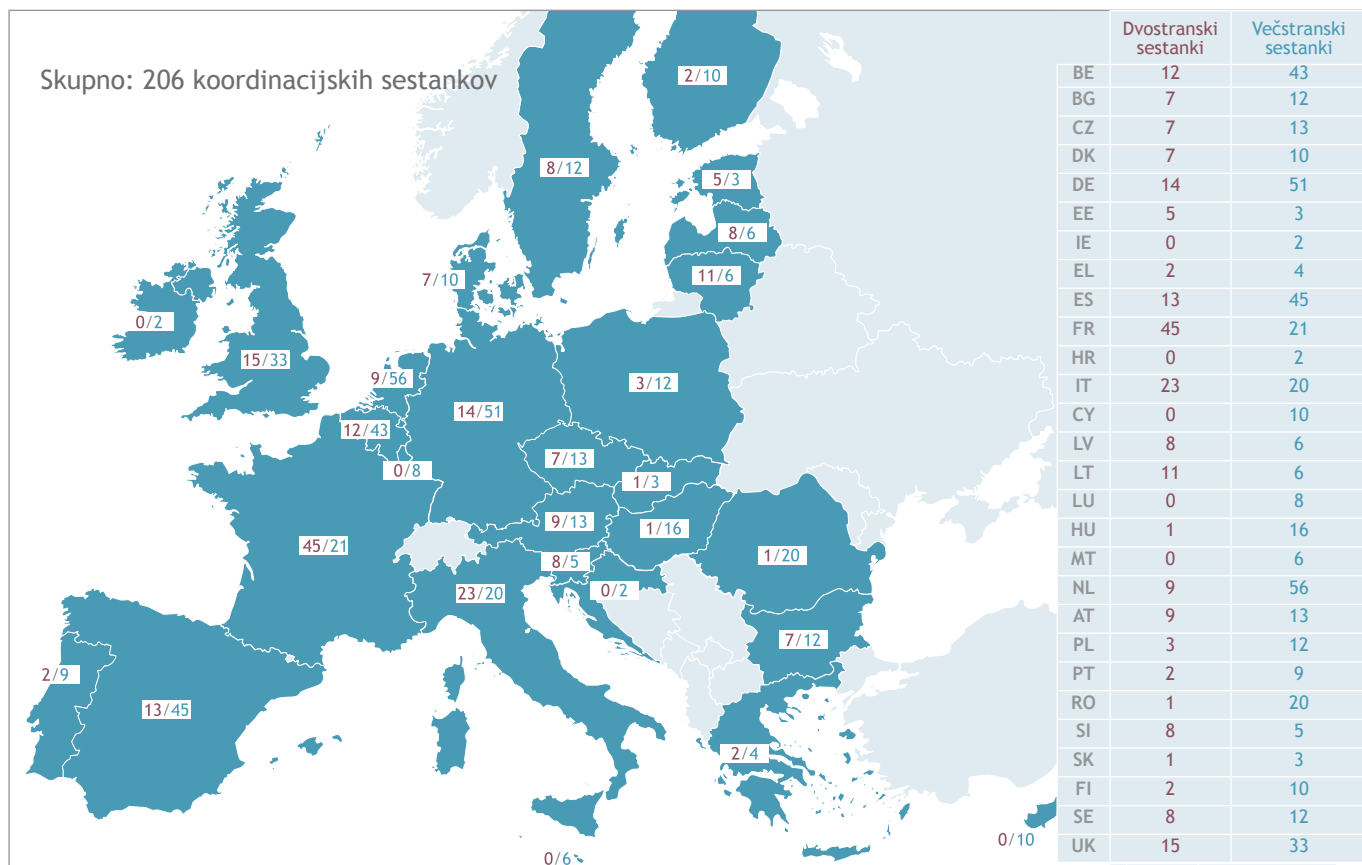 Skupno: 206 koordinacijskih sestankov
2/10
8/12
5/3
8/6
11/6
7/10
0/2
15/33
9/56
3/12
14/51
12/43
7/13
0/8
1/3
9/13
1/16
45/21
1/20
8/5
23/20
0/2
7/12
2/9
13/45
2/4
0/10
0/6
Dvostranski sestanki Večstranski sestanki
BE 12 43
BG 7 12
CZ 7 13
DK 7 10
DE 14 51
EE 5 3
IE 0 2
EL 2 4
ES 13 45
FR 45 21
HR 0 2
IT 23 20
CY 0 10
LV 8 6
LT 11 6
LU 0 8
HU 1 16
MT 0 6
NL 9 56
AT 9 13
PL 3 12
PT 2 9
RO 1 20
SI 8 5
SK 1 3
FI 2 10
SE 8 12
UK 15 33